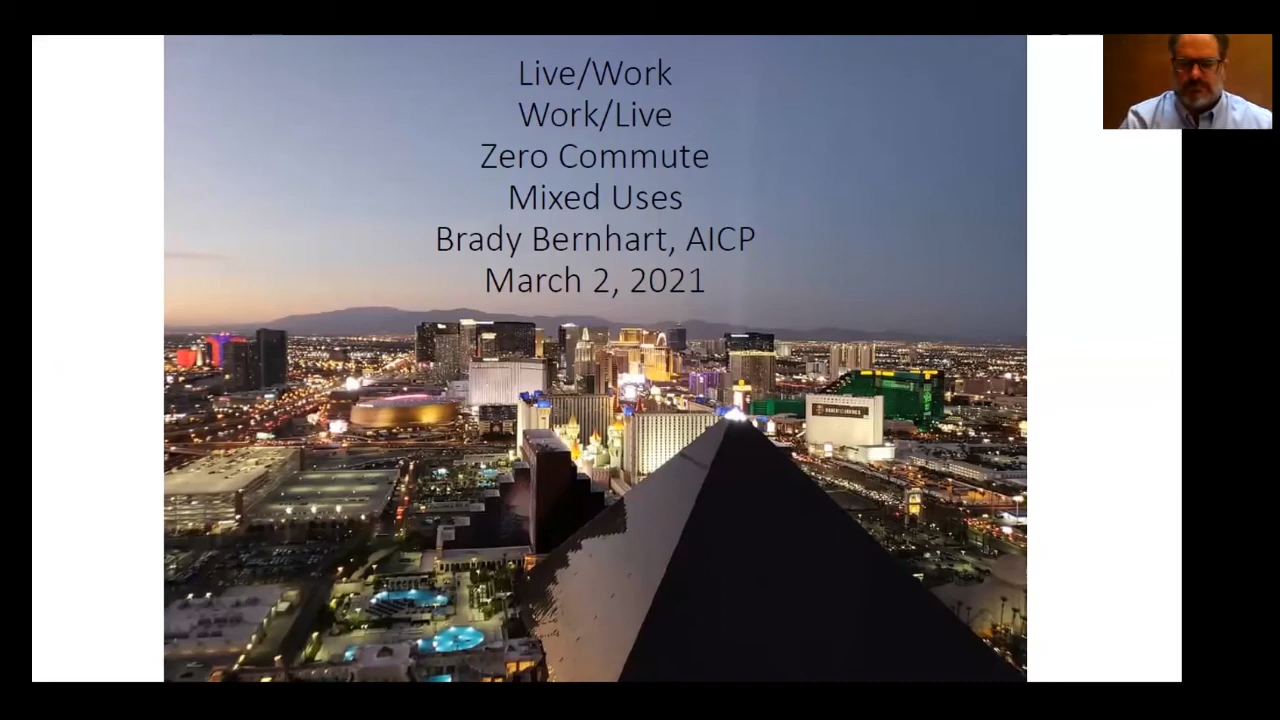 Live/Work
Work/Live
Zero Commute
Mixed Uses
Brady Bernhart, AICP
March 2, 2021